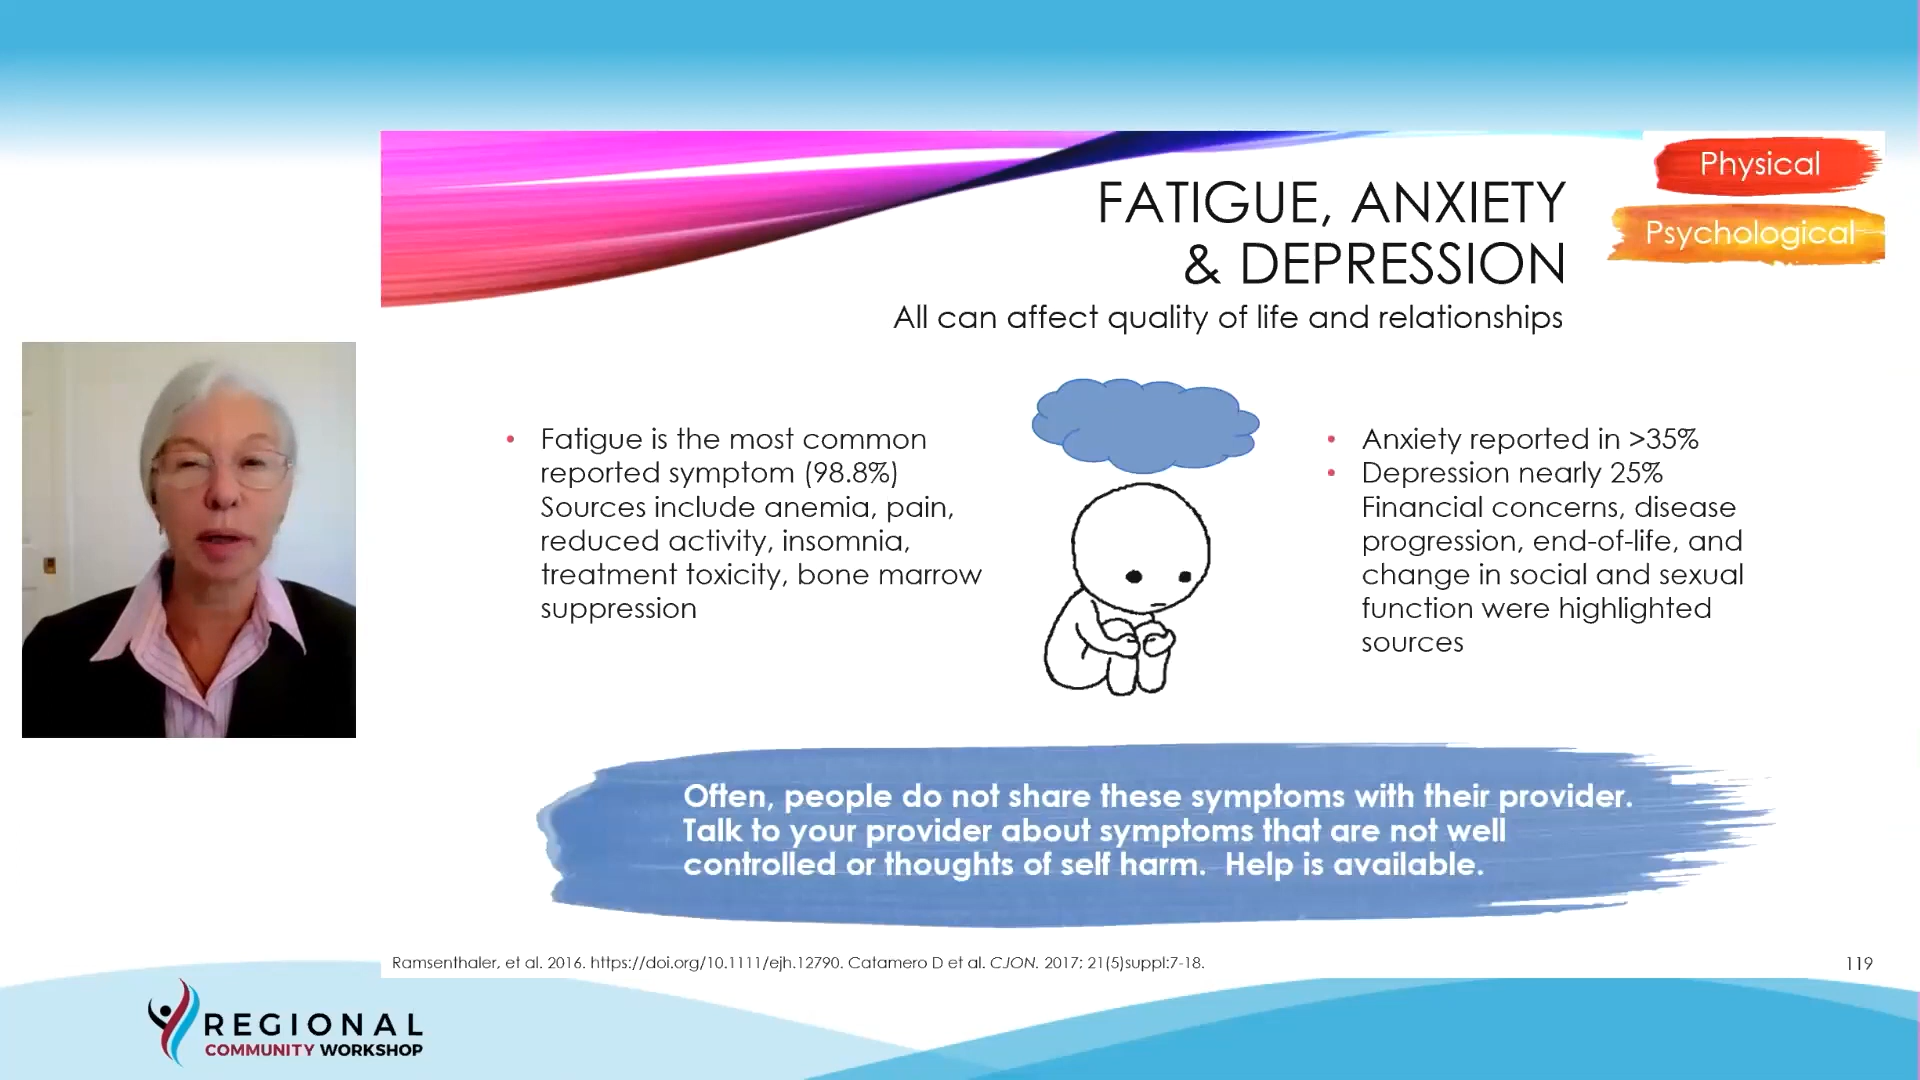 Physical
Psychological
FATIGUE, ANXIETY
& DEPRESSION
All can affect quality of life and relationships
• Fatigue is the most common
reported symptom (98.8%)
Sources include anemia, pain,
reduced activity, insomnia,
treatment toxicity, bone marrow
suppression
• Anxiety reported in >35%
• Depression nearly 25%
Financial concerns, disease
progression, end-of-life, and
change in social and sexual
function were highlighted
sources
Often, people do not share these symptoms with their provider.
Talk to your provider about symptoms that are not well
controlled or thoughts of self harm.  Help is available.
Ramsenthaler, et al. 2016. https://doi.org/10.1111/ejh.12790. Catamero D et al. CJON. 2017; 21(5)suppl:7-18.
119
REGIONAL
COMMUNITY WORKSHOP